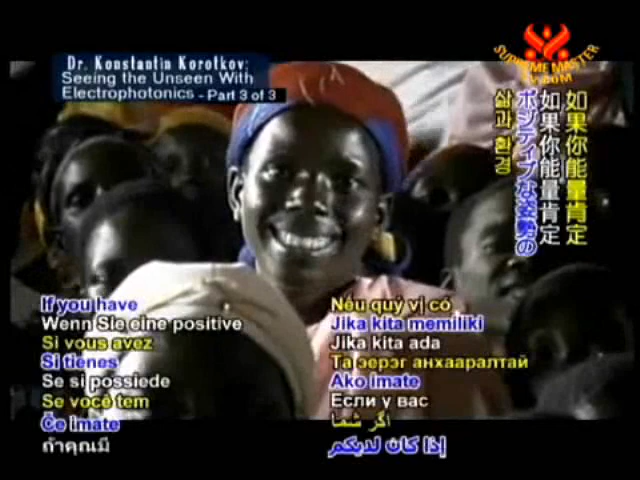 Dr. Konstantin Korotkov:
Seeing the Unseen With
Electrophotonics - Part 3 of 3
SUPREME MASTER
TV.COM
如果你能量肯定
如果你能量肯定
ポジティブな姿勢の
삶과 환경
If you have
Wenn Sie eine positive
Si vous avez
Si tienes
Se si possiede
Se você tem
Če imate
ถ้าคุณมี
Nếu quý vị có
Jika kita memiliki
Jika kita ada
Та эерэг анхааралтай
Ako imate
Если у вас
اگر شما
إذا كان لديكم